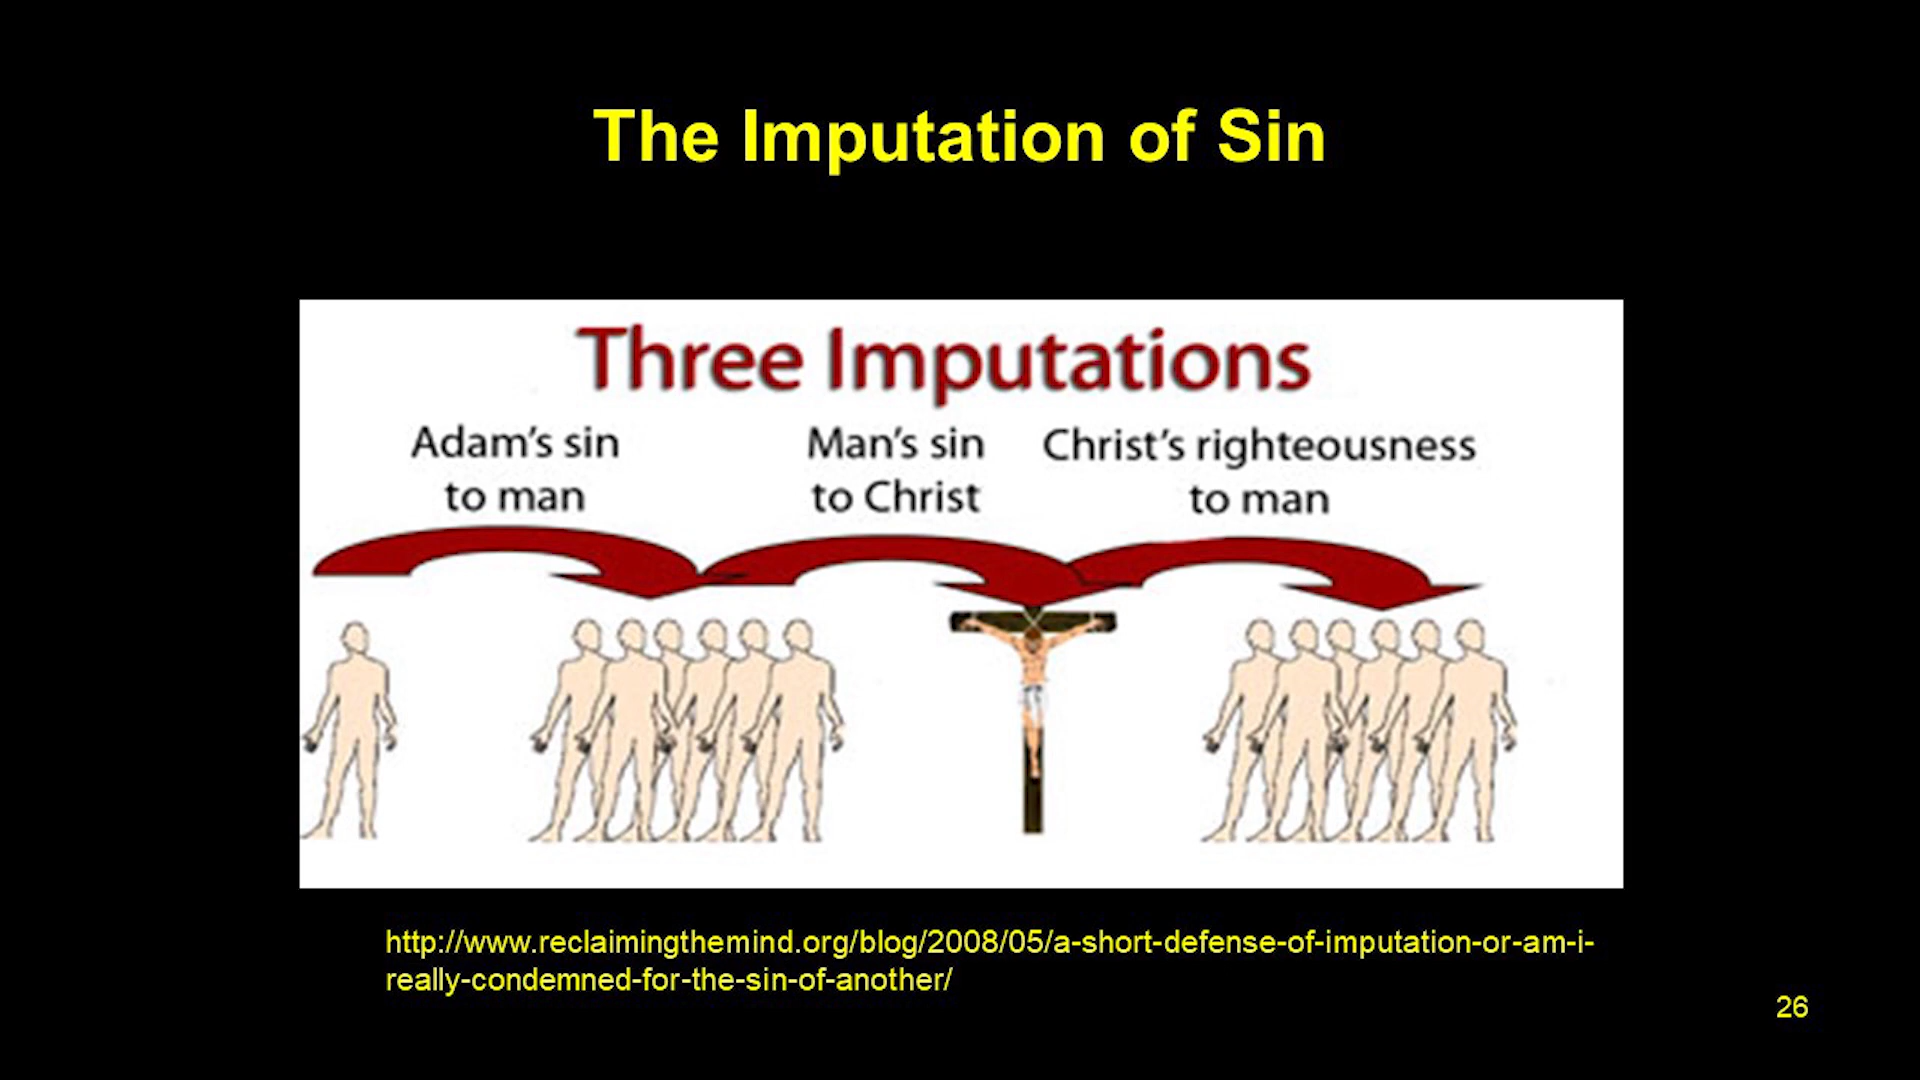 The Imputation of Sin
Three Imputations
Adam's sin
to man
Man's sin
to Christ
Christ's righteousness
to man
http://www.reclaimingthemind.org/blog/2008/05/a-short-defense-of-imputation-or-am-i-
really-condemned-for-the-sin-of-another/
26